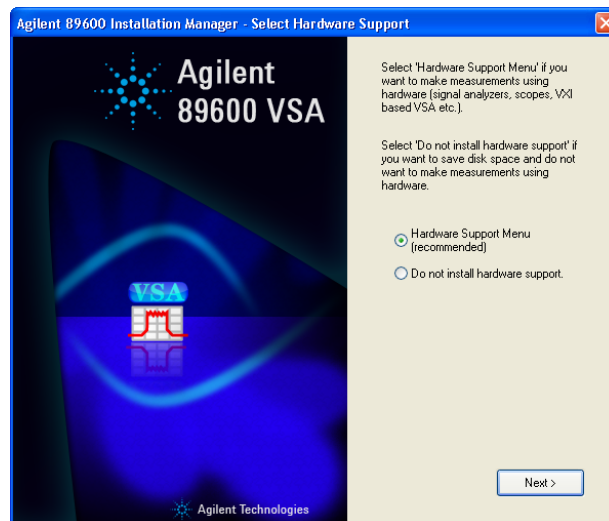 Agilent 89600 Installation Manager - Select Hardware Support
Agilent
89600 VSA
VSA
Agilent Technologies
Select 'Hardware Support Menu' if you
want to make measurements using
hardware (signal analyzers, scopes, VXI
based VSA etc.).
Select 'Do not install hardware support' if
you want to save disk space and do not
want to make measurements using
hardware.
Hardware Support Menu
(recommended)
Do not install hardware support.
Next >